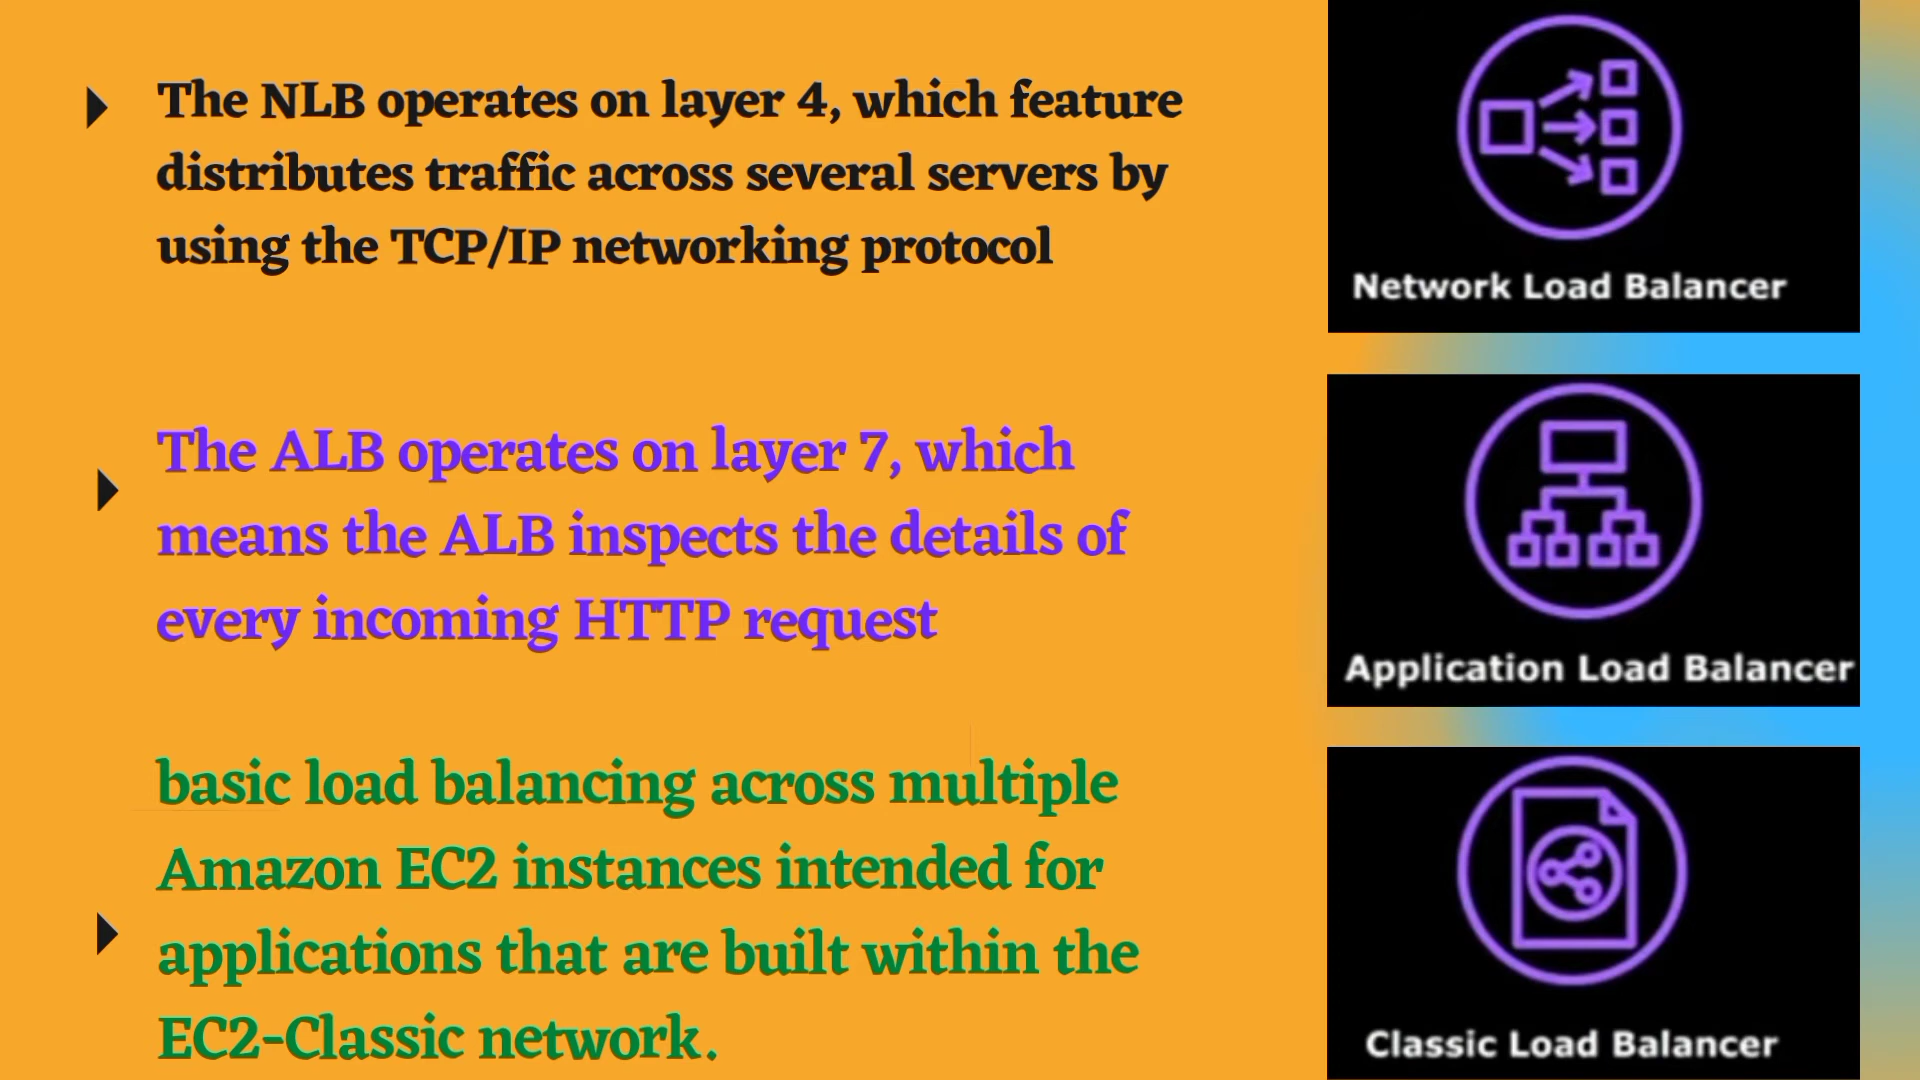 The NLB operates on layer 4, which feature
distributes traffic across several servers by
using the TCP/IP networking protocol
Network Load Balancer
The ALB operates on layer 7, which
means the ALB inspects the details of
every incoming HTTP request
Application Load Balancer
basic load balancing across multiple
Amazon EC2 instances intended for
applications that are built within the
EC2-Classic network.
Classic Load Balancer